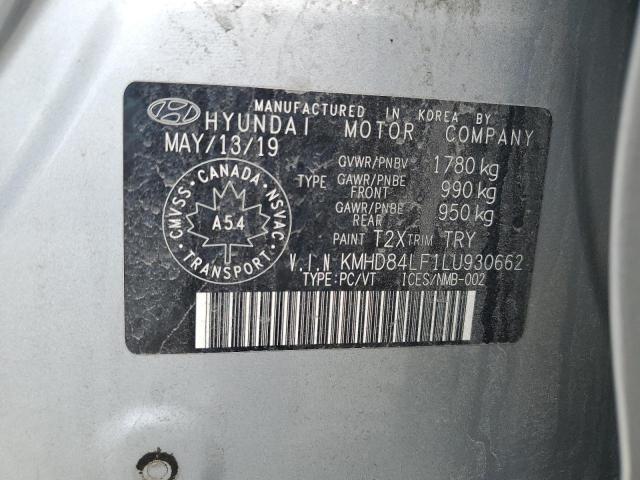 MANUFACTURED IN KOREA BY
HYUNDAI MOTOR COMPANY
MAY/13/19
GVWR/PNBV 1780 kg
TYPE GAWR/PNBE FRONT 990 kg
GAWR/PNBE REAR 950 kg
PAINT T2X TRIM TRY
CMVSS · CANADA · NSVAC
A54
TRANSPORT
V.I.N KMHD84LF1LU930662
TYPE:PC/VT ICES/NMB-002